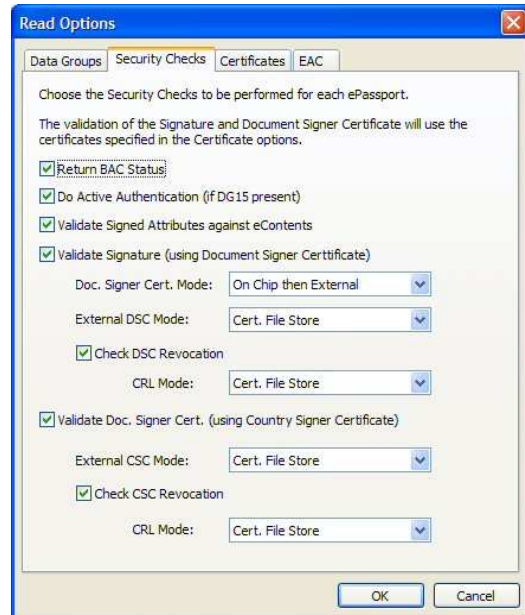 Read Options
Data Groups Security Checks Certificates EAC
Choose the Security Checks to be performed for each ePassport.
The validation of the Signature and Document Signer Certificate will use the
certificates specified in the Certificate options.
Return BAC Status
Do Active Authentication (if DG15 present)
Validate Signed Attributes against eContents
Validate Signature (using Document Signer Certtificate)
Doc. Signer Cert. Mode: On Chip then External
External DSC Mode: Cert. File Store
Check DSC Revocation
CRL Mode: Cert. File Store
Validate Doc. Signer Cert. (using Country Signer Certificate)
External CSC Mode: Cert. File Store
Check CSC Revocation
CRL Mode: Cert. File Store
OK Cancel